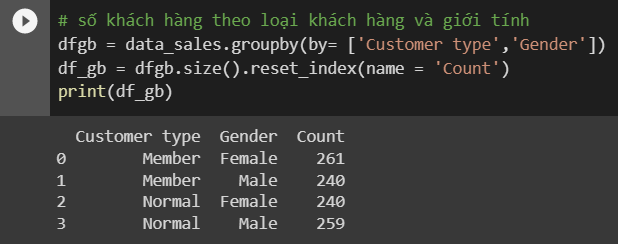 # số khách hàng theo loại khách hàng và giới tính
dfgb = data_sales.groupby(by= ['Customer type','Gender'])
df_gb = dfgb.size().reset_index(name = 'Count')
print(df_gb)
Customer type Gender Count
0 Member Female 261
1 Member Male 240
2 Normal Female 240
3 Normal Male 259